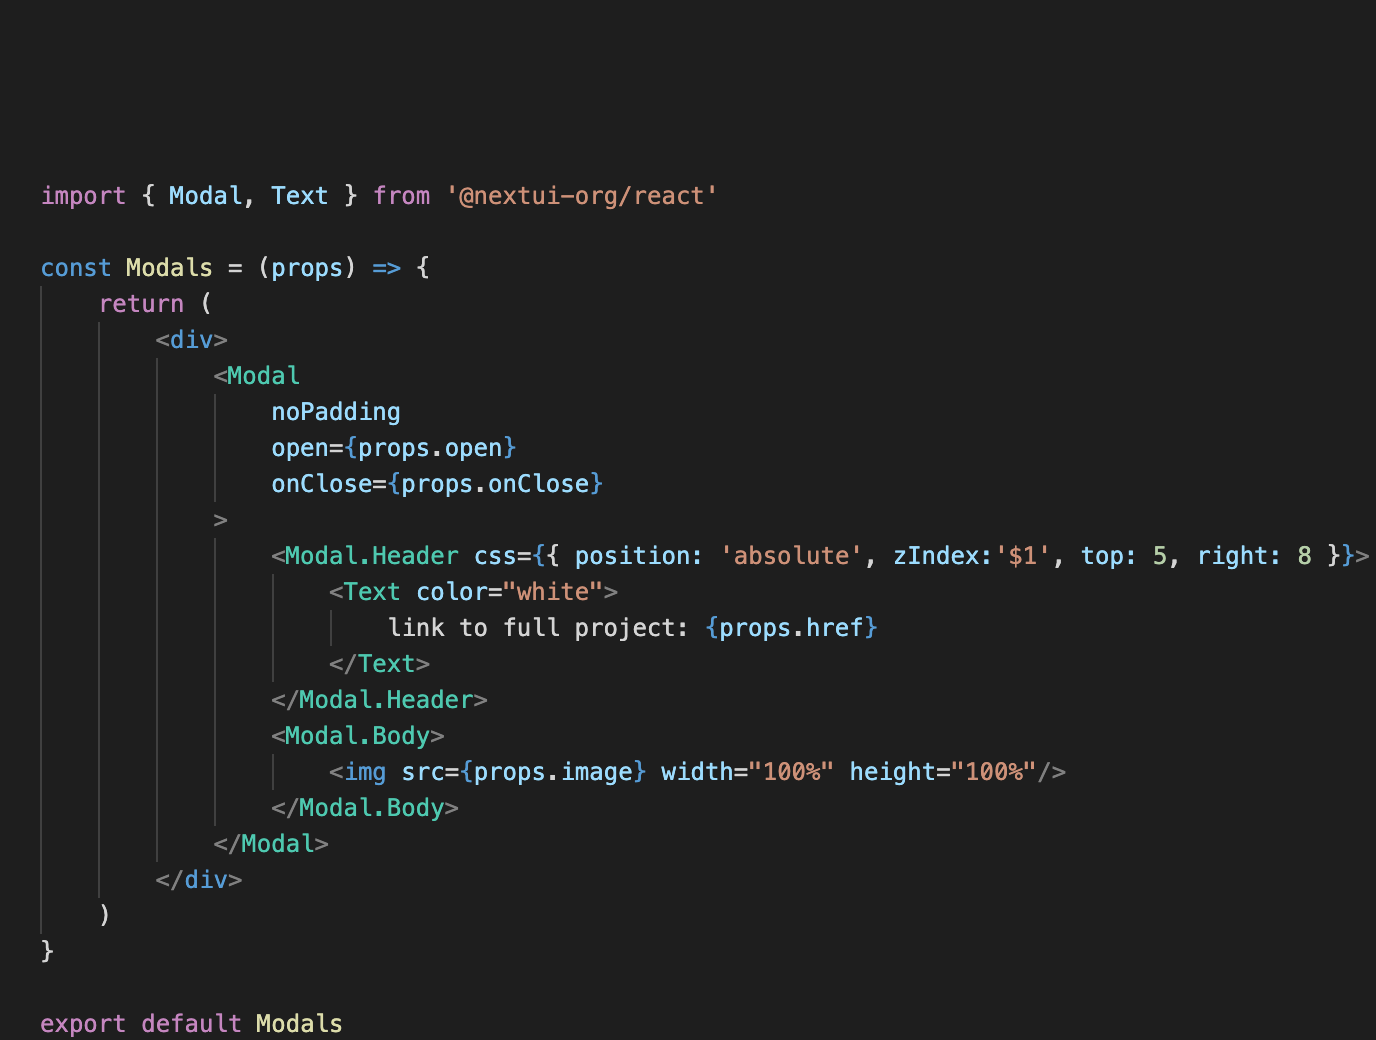 import { Modal, Text } from '@nextui-org/react'

const Modals = (props) => {
    return (
        <div>
            <Modal
                noPadding
                open={props.open}
                onClose={props.onClose}
            >
                <Modal.Header css={{ position: 'absolute', zIndex:'$1', top: 5, right: 8 }}>
                    <Text color="white">
                        link to full project: {props.href}
                    </Text>
                </Modal.Header>
                <Modal.Body>
                    <img src={props.image} width="100%" height="100%"/>
                </Modal.Body>
            </Modal>
        </div>
    )
}

export default Modals